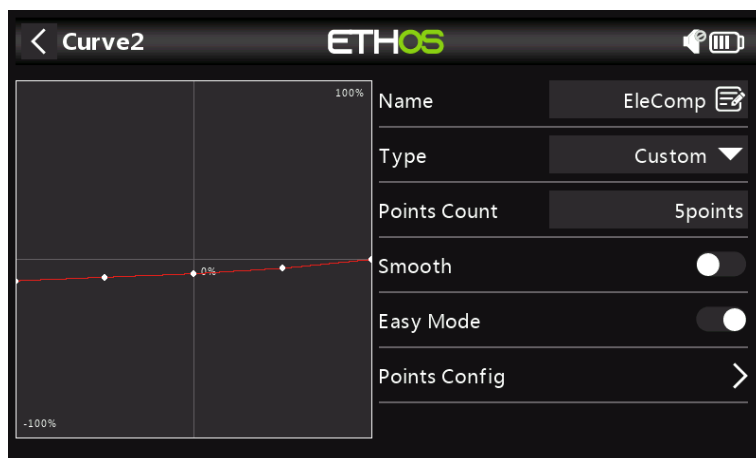 Curve2
ETHOS
100%
0%
-100%
Name
EleComp
Type
Custom
Points Count
5points
Smooth
Easy Mode
Points Config